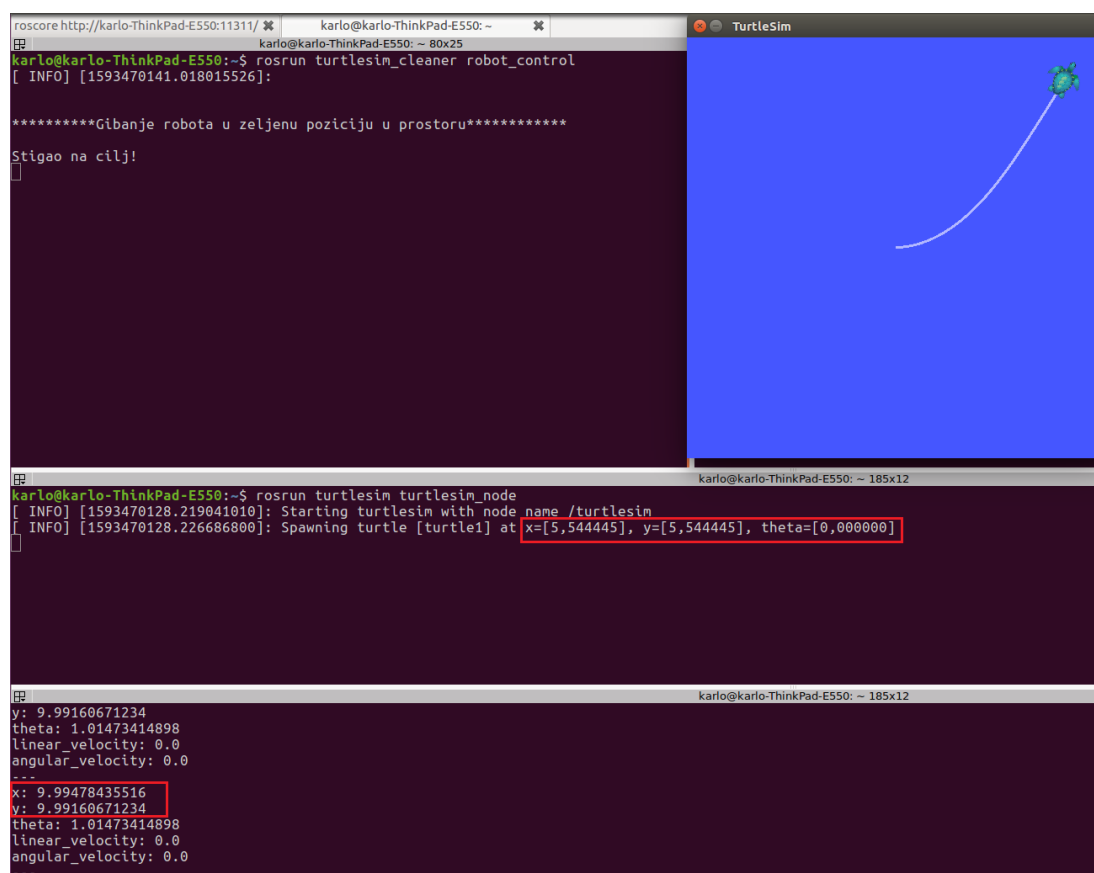 roscore http://karlo-ThinkPad-E550:11311/
karlo@karlo-ThinkPad-E550: ~
TurtleSim
karlo@karlo-ThinkPad-E550: ~ 80x25
karlo@karlo-ThinkPad-E550:~$ rosrun turtlesim_cleaner robot_control
[ INFO] [1593470141.018015526]:
**********Gibanje robota u zeljenu poziciju u prostoru************
Stigao na cilj!
karlo@karlo-ThinkPad-E550: ~ 185x12
karlo@karlo-ThinkPad-E550:~$ rosrun turtlesim turtlesim_node
[ INFO] [1593470128.219041010]: Starting turtlesim with node name /turtlesim
[ INFO] [1593470128.226686800]: Spawning turtle [turtle1] at x=[5,544445], y=[5,544445], theta=[0,000000]
karlo@karlo-ThinkPad-E550: ~ 185x12
y: 9.99160671234
theta: 1.01473414898
linear_velocity: 0.0
angular_velocity: 0.0
---
x: 9.99478435516
y: 9.99160671234
theta: 1.01473414898
linear_velocity: 0.0
angular_velocity: 0.0
---